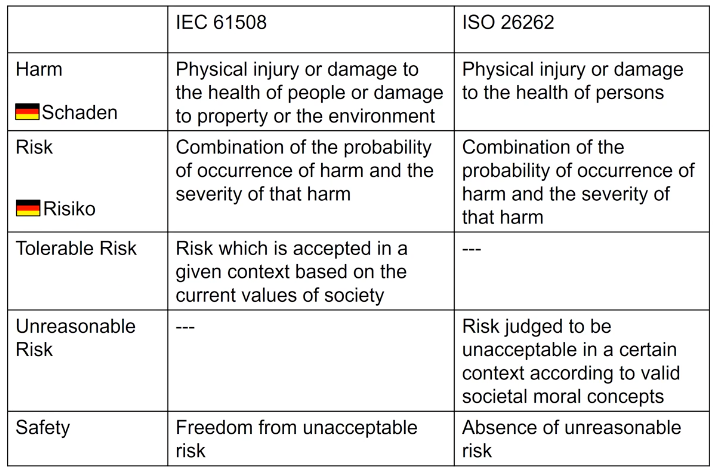 IEC 61508
ISO 26262
Harm
Schaden
Physical injury or damage to
the health of people or damage
to property or the environment
Physical injury or damage
to the health of persons
Risk
Risiko
Combination of the probability
of occurrence of harm and the
severity of that harm
Combination of the
probability of occurrence of
harm and the severity of
that harm
Tolerable Risk
Risk which is accepted in a
given context based on the
current values of society
---
Unreasonable
Risk
---
Risk judged to be
unacceptable in a certain
context according to valid
societal moral concepts
Safety
Freedom from unacceptable
risk
Absence of unreasonable
risk